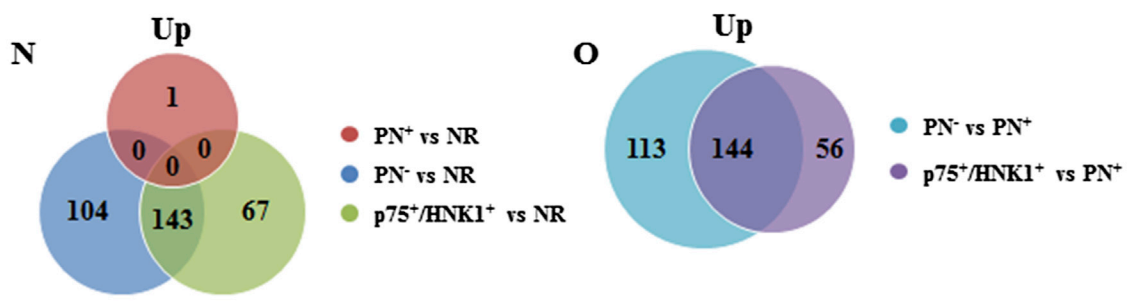 N
Up
1
0
0
0
104
143
67
PN⁺ vs NR
PN⁻ vs NR
p75⁺/HNK1⁺ vs NR
O
Up
113
144
56
PN⁻ vs PN⁺
p75⁺/HNK1⁺ vs PN⁺